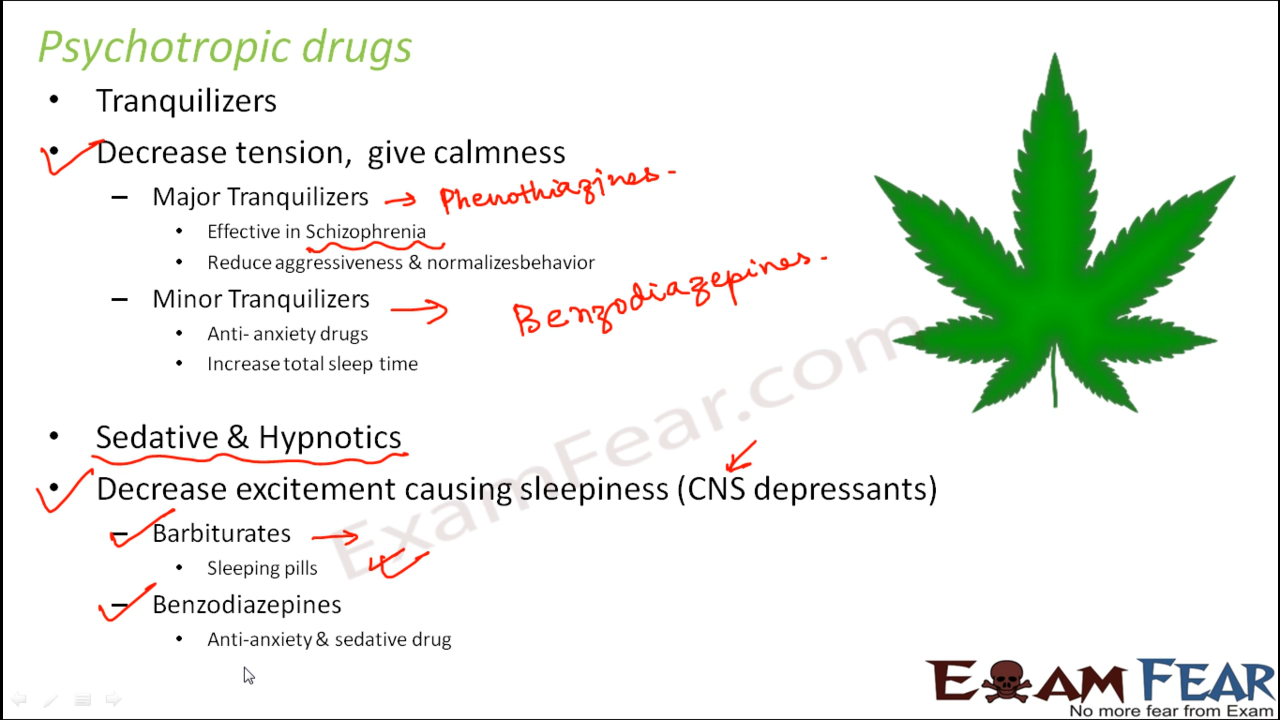 Psychotropic drugs
• Tranquilizers
• Decrease tension, give calmness
– Major Tranquilizers → Phenothiazines.
• Effective in Schizophrenia
• Reduce aggressiveness & normalizesbehavior
– Minor Tranquilizers → Benzodiazepines.
• Anti- anxiety drugs
• Increase total sleep time
• Sedative & Hypnotics
• Decrease excitement causing sleepiness (CNS depressants)
– Barbiturates →
• Sleeping pills
– Benzodiazepines
• Anti-anxiety & sedative drug
ExamFear.com
EXAM FEAR
No more fear from Exam